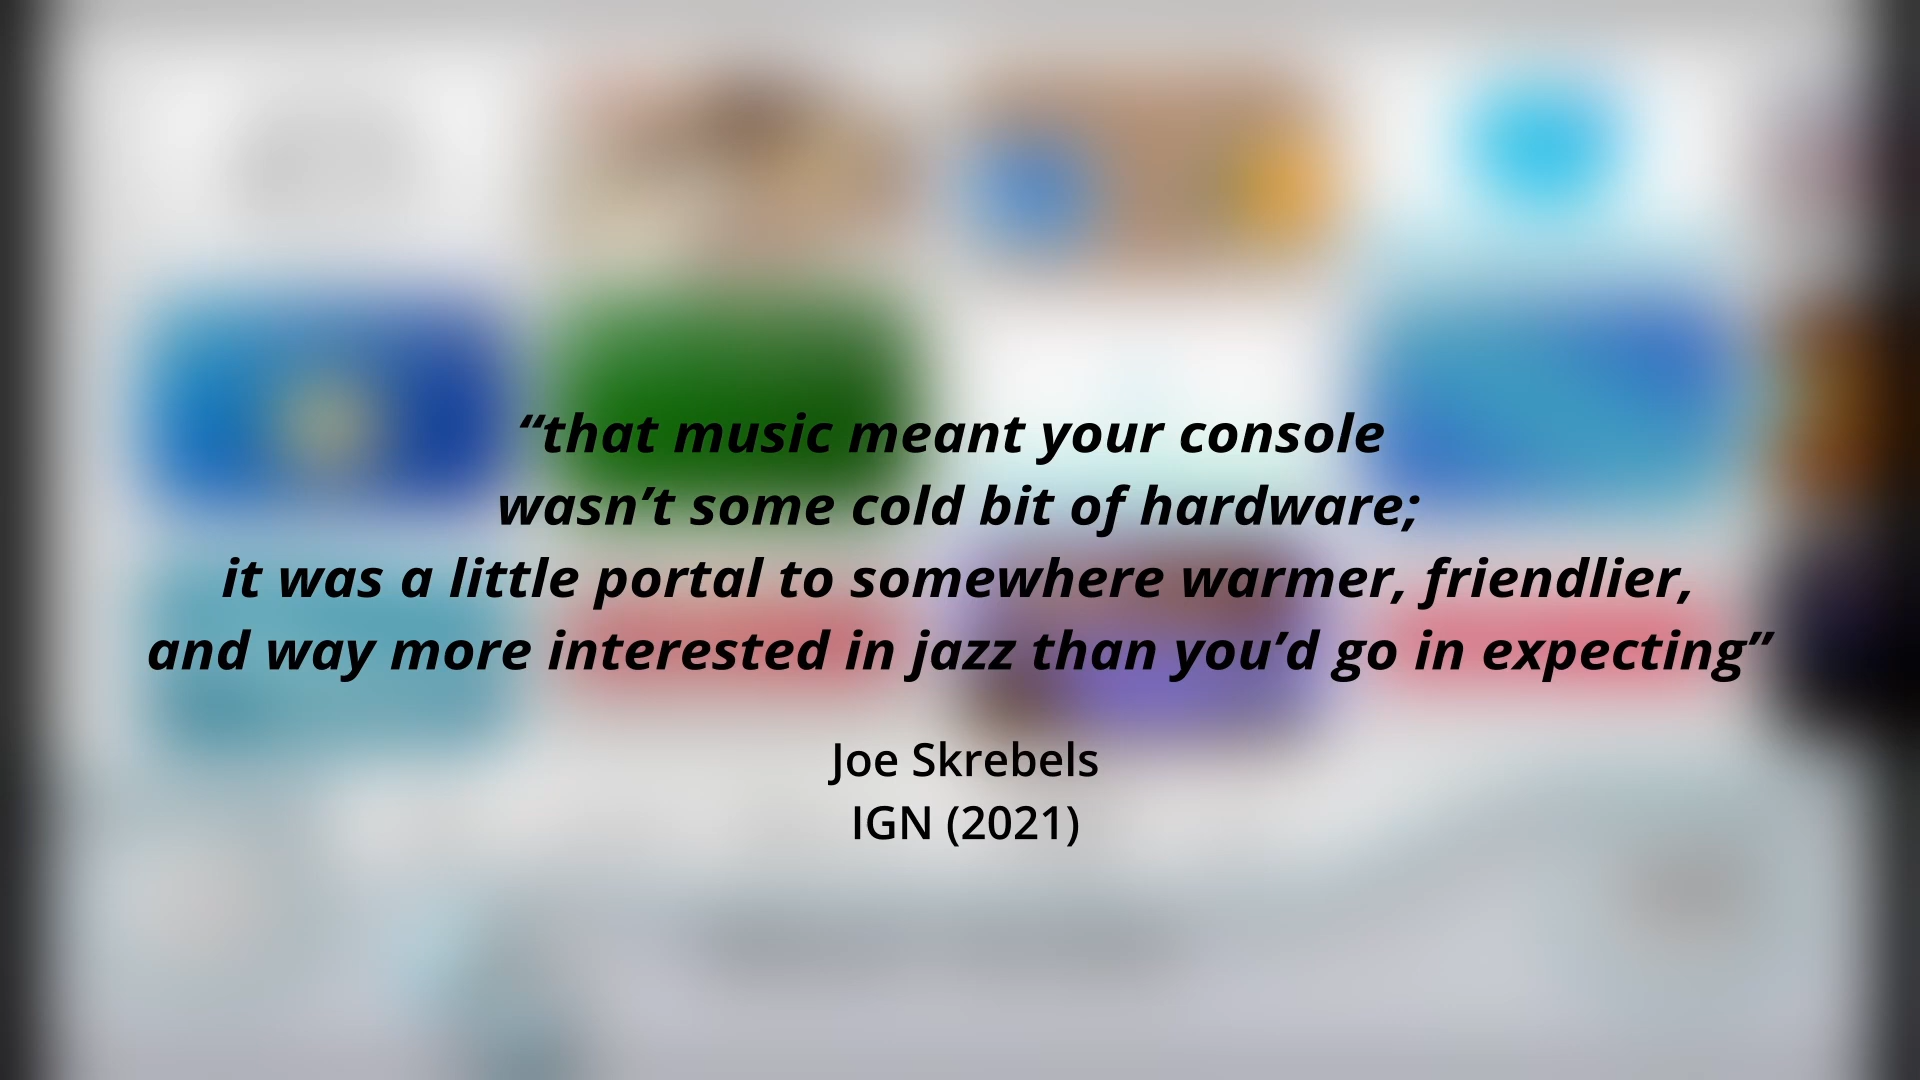 “that music meant your console
wasn’t some cold bit of hardware;
it was a little portal to somewhere warmer, friendlier,
and way more interested in jazz than you’d go in expecting”
Joe Skrebels
IGN (2021)